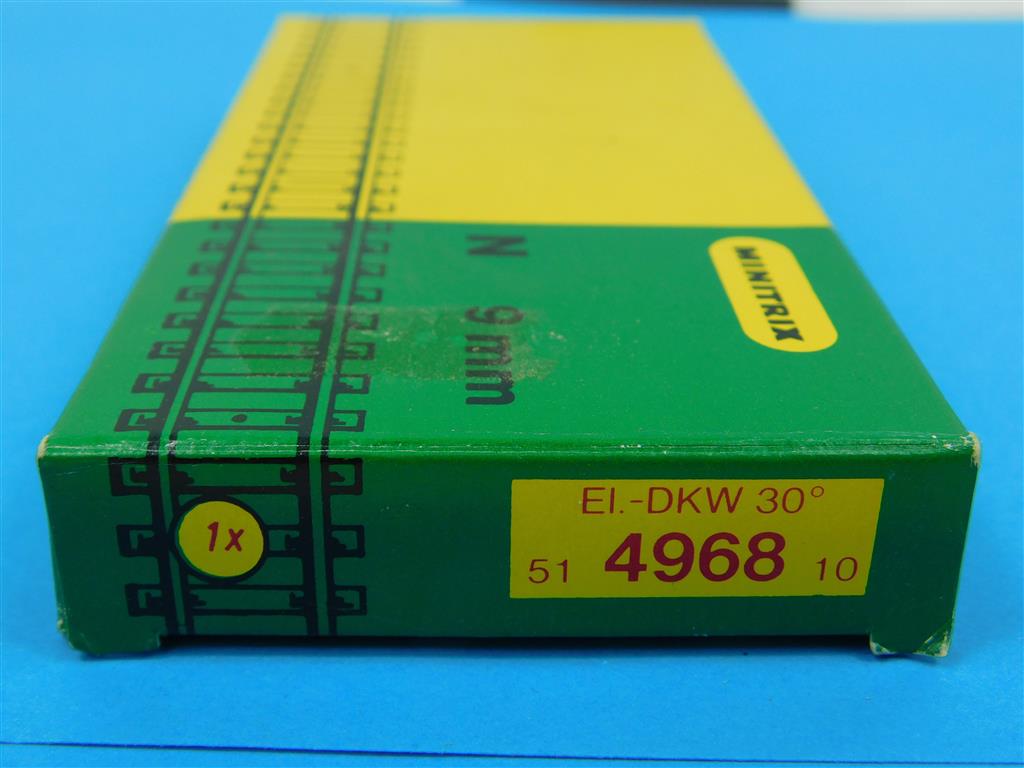 MINITRIX
N 9 mm
1x
El.-DKW 30°
51 4968 10